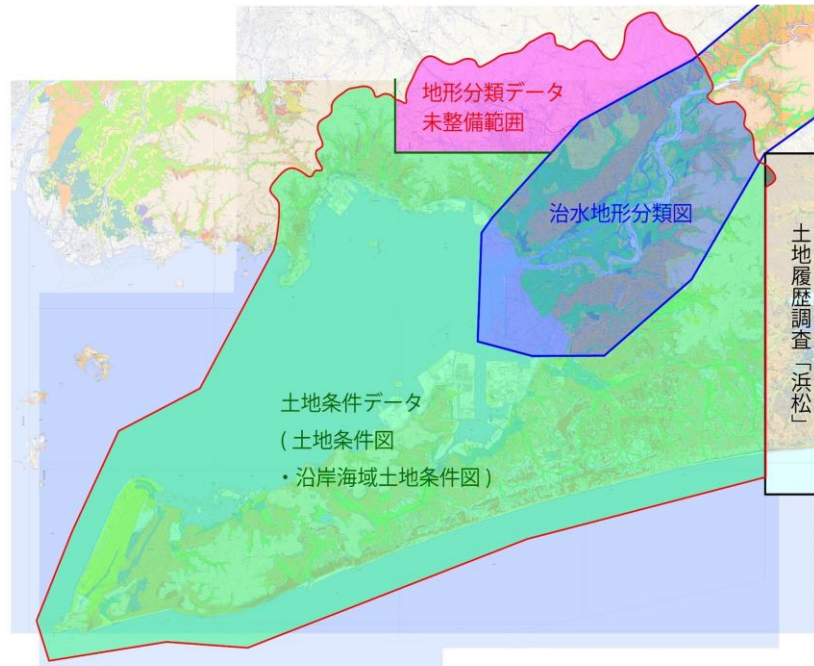 地形分類データ
未整備範囲
治水地形分類図
土地履歴調査「浜松」
土地条件データ
( 土地条件図
・沿岸海域土地条件図 )